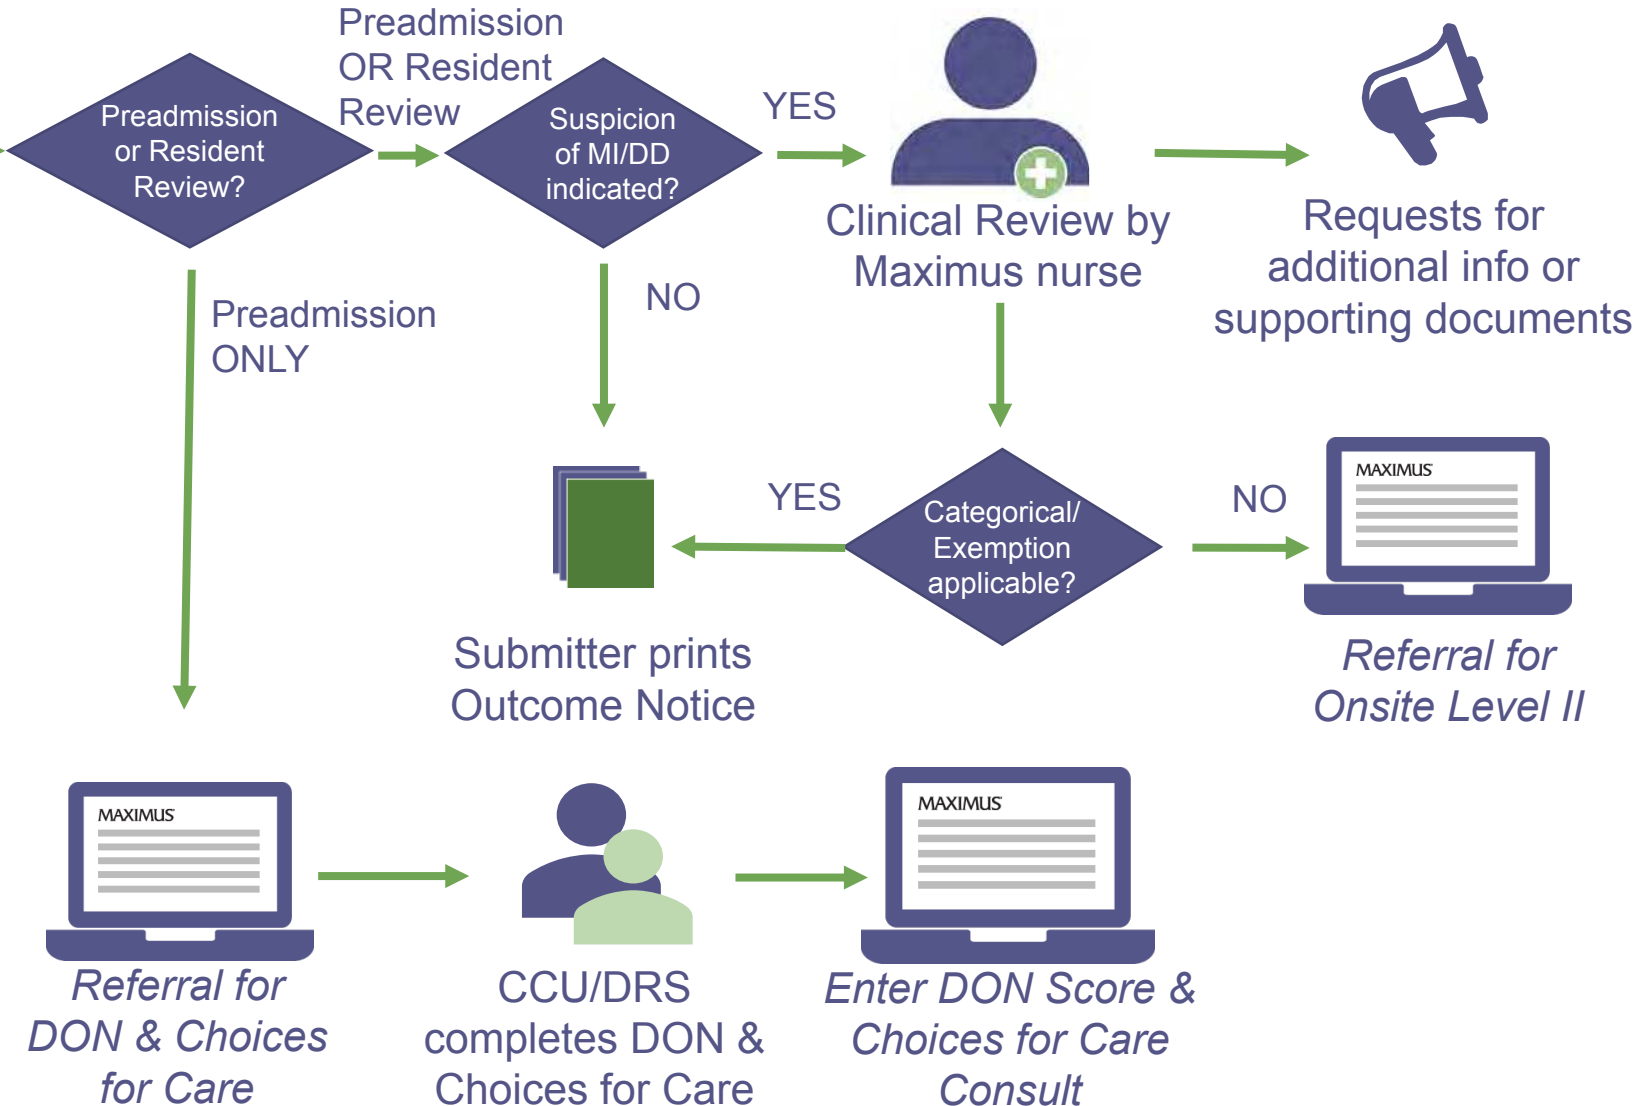 Preadmission
OR Resident
Review
Preadmission
or Resident
Review?
Suspicion
of MI/DD
indicated?
YES
Clinical Review by
Maximus nurse
Requests for
additional info or
supporting documents
Preadmission
ONLY
NO
YES
Categorical/
Exemption
applicable?
NO
MAXIMUS
Submitter prints
Outcome Notice
Referral for
Onsite Level II
MAXIMUS
Referral for
DON & Choices
for Care
CCU/DRS
completes DON &
Choices for Care
MAXIMUS
Enter DON Score &
Choices for Care
Consult